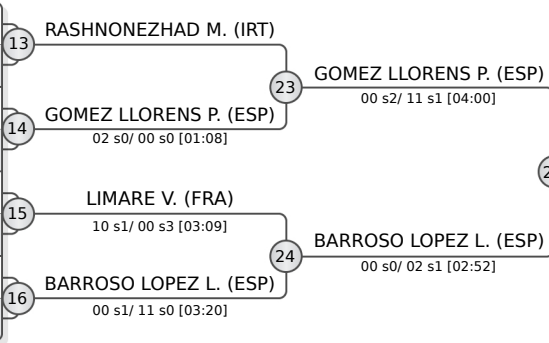 RASHNONEZHAD M. (IRT)
13
23
GOMEZ LLORENS P. (ESP)
00 s2/ 11 s1 [04:00]
GOMEZ LLORENS P. (ESP)
14
02 s0/ 00 s0 [01:08]
LIMARE V. (FRA)
15
10 s1/ 00 s3 [03:09]
24
BARROSO LOPEZ L. (ESP)
00 s0/ 02 s1 [02:52]
BARROSO LOPEZ L. (ESP)
16
00 s1/ 11 s0 [03:20]